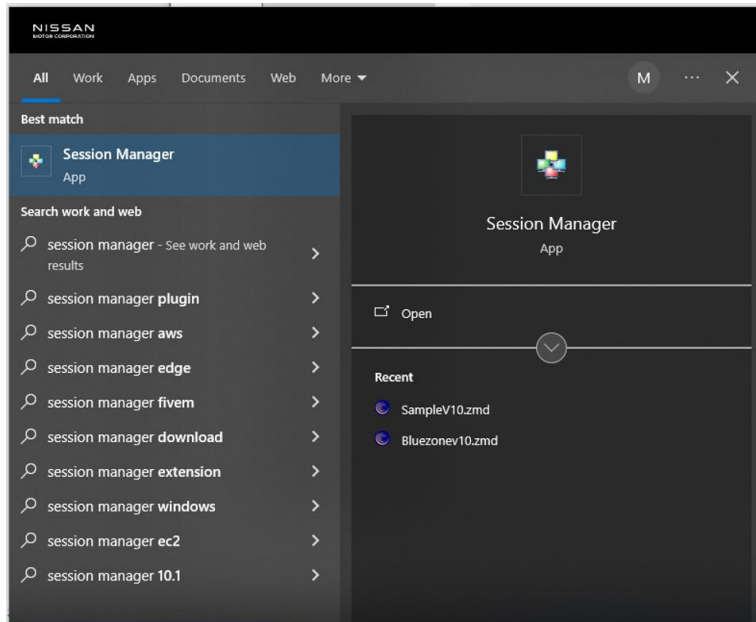 NISSAN
MOTOR CORPORATION
All Work Apps Documents Web More M ...
Best match
Session Manager
App
Search work and web
session manager - See work and web
results
session manager plugin
session manager aws
session manager edge
session manager fivem
session manager download
session manager extension
session manager windows
session manager ec2
session manager 10.1
Session Manager
App
Open
Recent
SampleV10.zmd
Bluezonev10.zmd